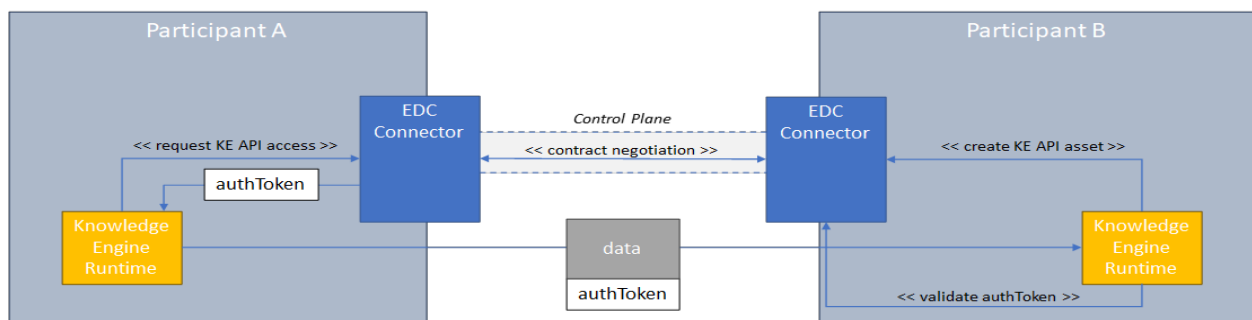 Participant A
Participant B
EDC
Connector
Control Plane
EDC
Connector
<< request KE API access >>
<< contract negotiation >>
<< create KE API asset >>
authToken
Knowledge
Engine
Runtime
data
Knowledge
Engine
Runtime
authToken
<< validate authToken >>